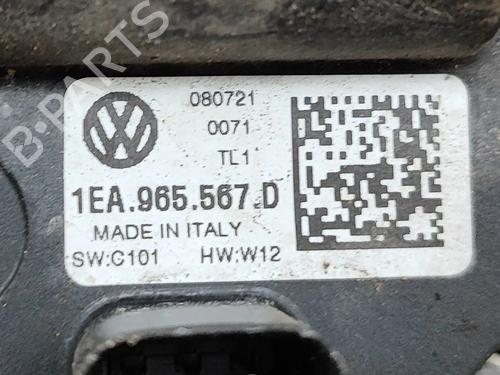 B-PARTS
080721
0071
TL1
1EA.965.567 D
MADE IN ITALY
SW:C101 HW:W12